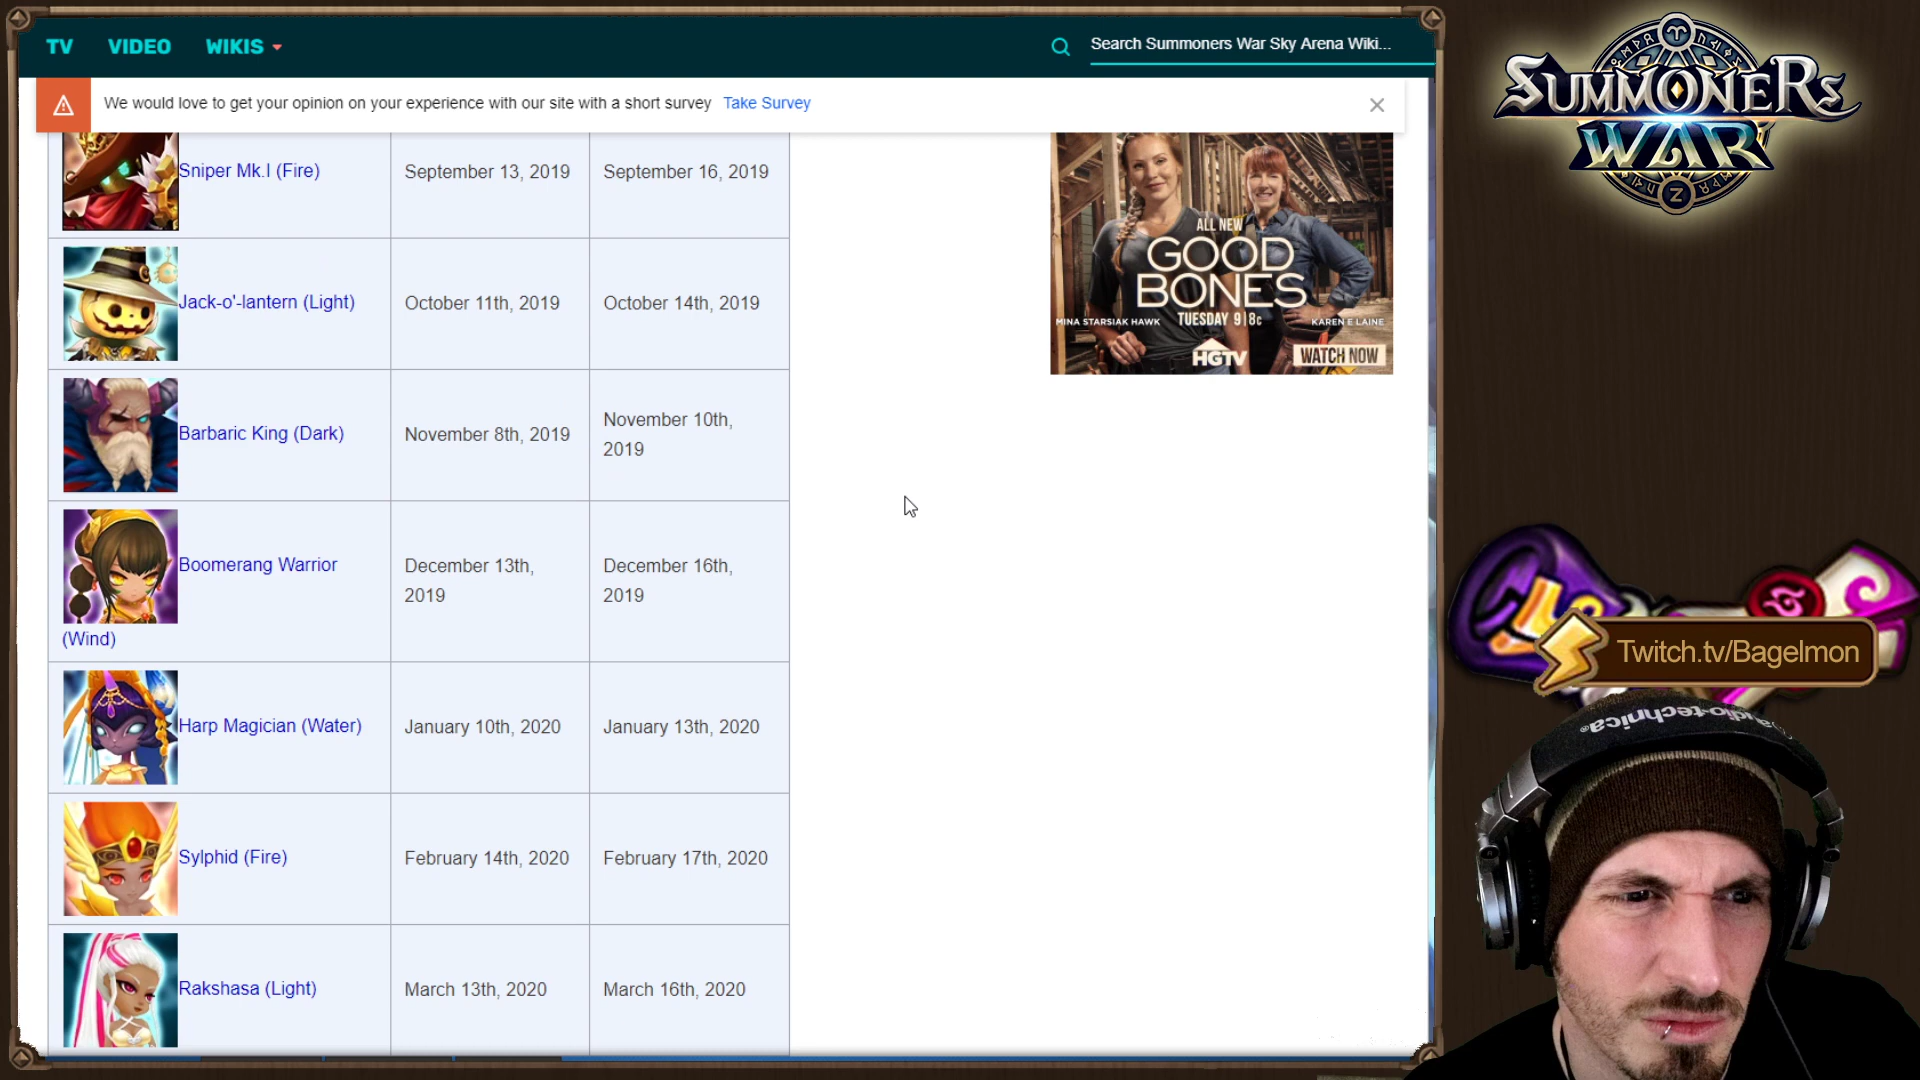 TV VIDEO WIKIS
Search Summoners War Sky Arena Wiki...
We would love to get your opinion on your experience with our site with a short survey Take Survey
Sniper Mk.I (Fire) September 13, 2019 September 16, 2019
Jack-o'-lantern (Light) October 11th, 2019 October 14th, 2019
Barbaric King (Dark) November 8th, 2019 November 10th,
2019
Boomerang Warrior December 13th, December 16th,
2019 2019
(Wind)
Harp Magician (Water) January 10th, 2020 January 13th, 2020
Sylphid (Fire) February 14th, 2020 February 17th, 2020
Rakshasa (Light) March 13th, 2020 March 16th, 2020
ALL NEW
GOOD
BONES
MINA STARSIAK HAWK TUESDAY 9|8c KAREN E LAINE
HGTV WATCH NOW
SUMMONERS
WAR
Twitch.tv/Bagelmon
audio-technica